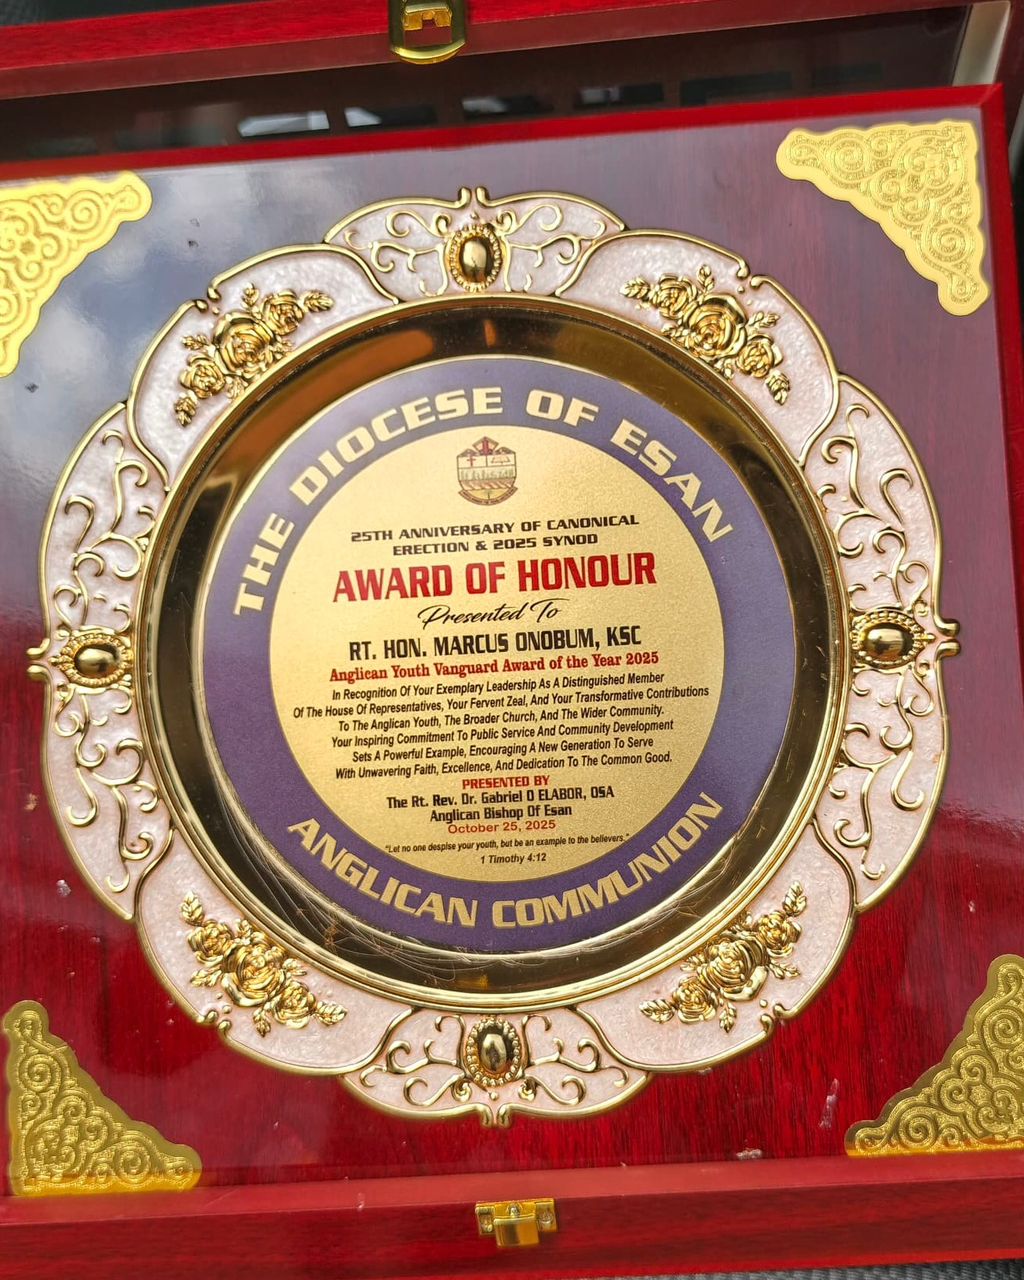 THE DIOCESE OF ESAN
25TH ANNIVERSARY OF CANONICAL
ERECTION & 2025 SYNOD
AWARD OF HONOUR
Presented To
RT. HON. MARCUS ONOBUM, KSC
Anglican Youth Vanguard Award of the Year 2025
In Recognition Of Your Exemplary Leadership As A Distinguished Member
Of The House Of Representatives, Your Fervent Zeal, And Your Transformative Contributions
To The Anglican Youth, The Broader Church, And The Wider Community.
Your Inspiring Commitment To Public Service And Community Development
Sets A Powerful Example, Encouraging A New Generation To Serve
With Unwavering Faith, Excellence, And Dedication To The Common Good.
PRESENTED BY
The Rt. Rev. Dr. Gabriel O ELABOR, OSA
Anglican Bishop Of Esan
October 25, 2025
"Let no one despise your youth, but be an example to the believers."
1 Timothy 4:12
ANGLICAN COMMUNION